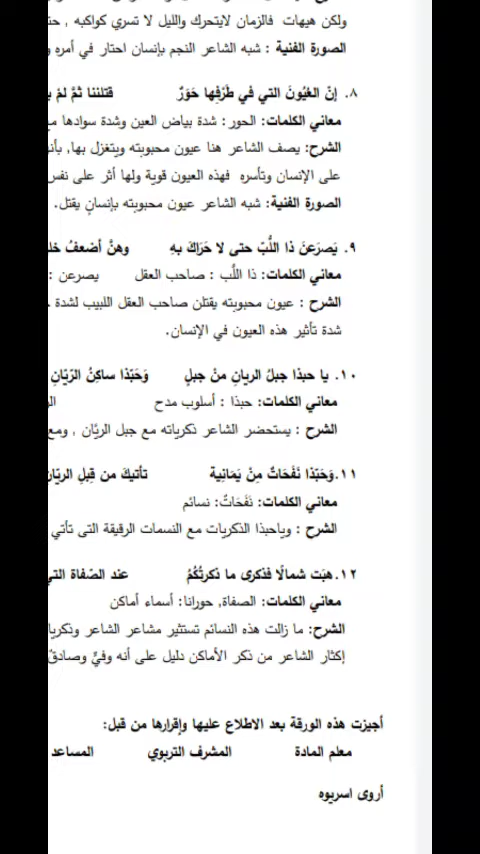 ولكن هيهات فالزمان لايتحرك والليل لا تسري كواكبه ,
الصورة الفنية : شبه الشاعر النجم بإنسان احتار في أمره
٨. إنّ العُيُونَ التي في طَرْفِها حَوَرٌ قتلننا ثمَّ لمْ
معاني الكلمات: الحور : شدة بياض العين وشدة سوادها
الشرح: يصف الشاعر هنا عيون محبوبته ويتغزل بها,
على الإنسان وتأسره فهذه العيون قوية ولها أثر على
الصورة الفنية: شبه الشاعر عيون محبوبته بإنسانٍ يقتل.
٩. يَصرَعنَ ذا اللُّبّ حتى لا حَرَاكَ بهِ وهنَّ أضعفُ
معاني الكلمات: ذا اللُب : صاحب العقل يصرعن :
الشرح : عيون محبوبته يقتلن صاحب العقل اللبيب لشدة
شدة تأثير هذه العيون في الإنسان.
١٠. يا حبذا جبلُ الريانِ منْ جبلٍ وَحَبّذا ساكِنُ الرّيّانِ
معاني الكلمات: حبذا : أسلوب مدح
الشرح : يستحضر الشاعر ذكرياته مع جبل الريَّان , ومع
١١. وَحَبّذا نَفَحَاتٌ مِنْ يَمَانِية تأتيكَ من قِبلِ الريّان
معاني الكلمات: نَفَحَاتٌ: نسائم
الشرح : وياحبذا الذكريات مع النسمات الرقيقة التى تأتي
١٢. هبَت شمالًا فذكرى ما ذكرتُكُمُ عند الصّفاة
معاني الكلمات: الصفاة, حورانا: أسماء أماكن
الشرح: ما زالت هذه النسائم تستثير مشاعر الشاعر
إكثار الشاعر من ذكر الأماكن دليل على أنه وفيٌّ وصادقٌ
أجيزت هذه الورقة بعد الاطلاع عليها وإقرارها من قبل:
معلم المادة المشرف التربوي المساعد
أروى اسريوه